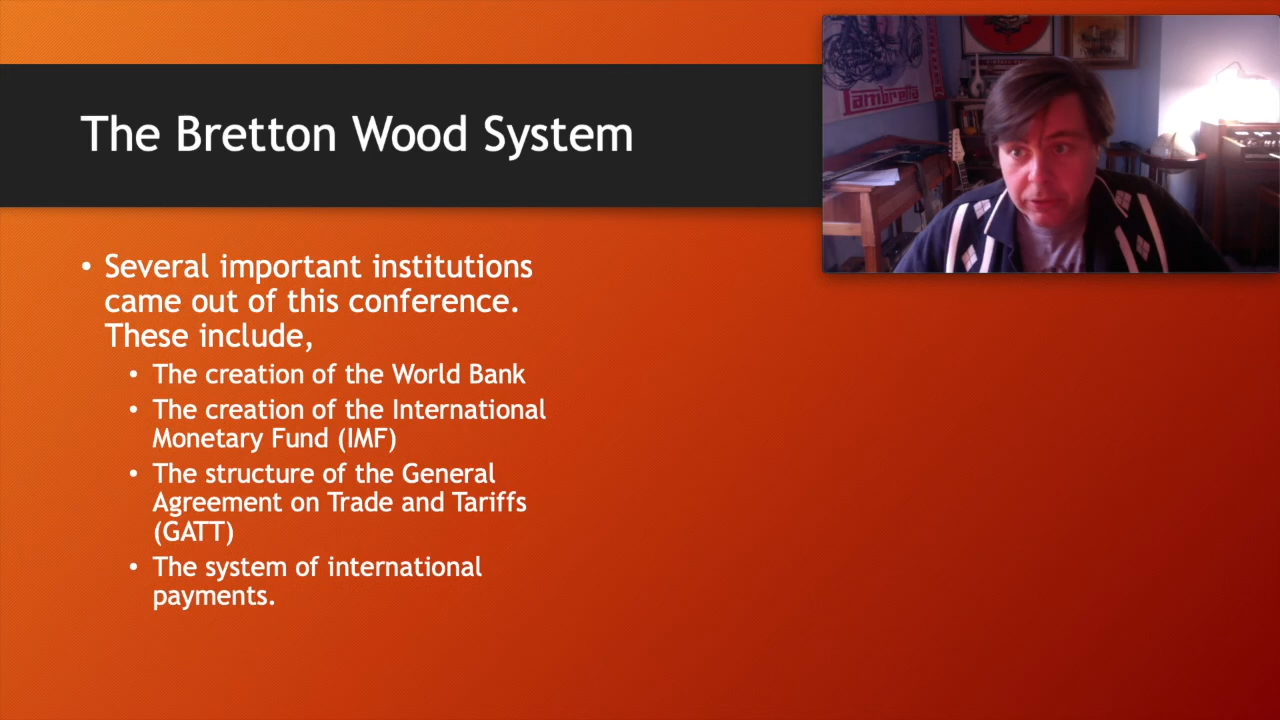 The Bretton Wood System
• Several important institutions
came out of this conference.
These include,
• The creation of the World Bank
• The creation of the International
Monetary Fund (IMF)
• The structure of the General
Agreement on Trade and Tariffs
(GATT)
• The system of international
payments.
Lambretta